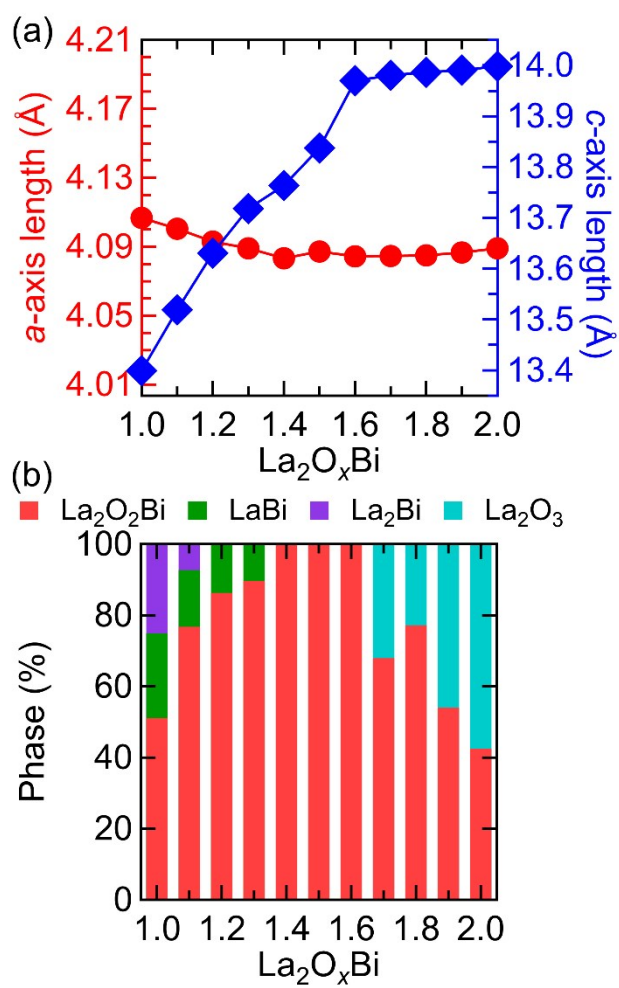 (a)
4.21
4.17
4.13
4.09
4.05
4.01
a-axis length (Å)
14.0
13.9
13.8
13.7
13.6
13.5
13.4
c-axis length (Å)
1.0 1.2 1.4 1.6 1.8 2.0
La₂OₓBi
(b)
La₂O₂Bi LaBi La₂Bi La₂O₃
100
80
60
40
20
0
Phase (%)
1.0 1.2 1.4 1.6 1.8 2.0
La₂OₓBi